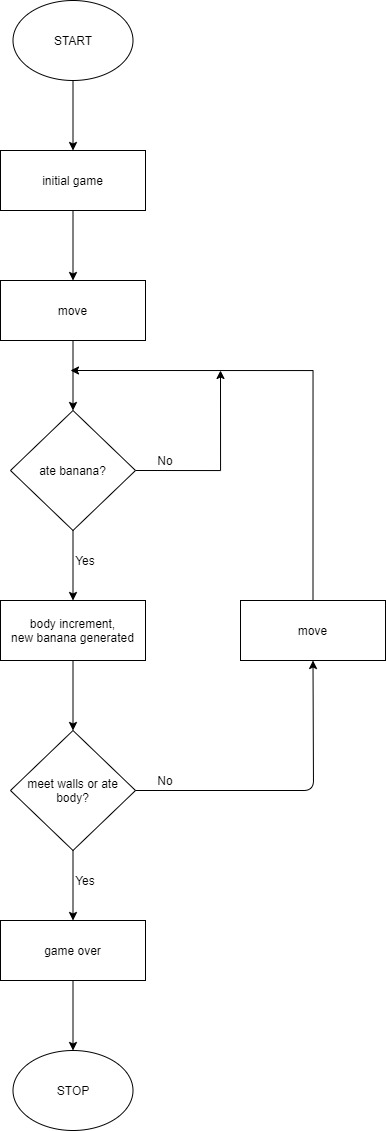 START
initial game
move
ate banana?
No
Yes
body increment,
new banana generated
move
meet walls or ate
body?
No
Yes
game over
STOP